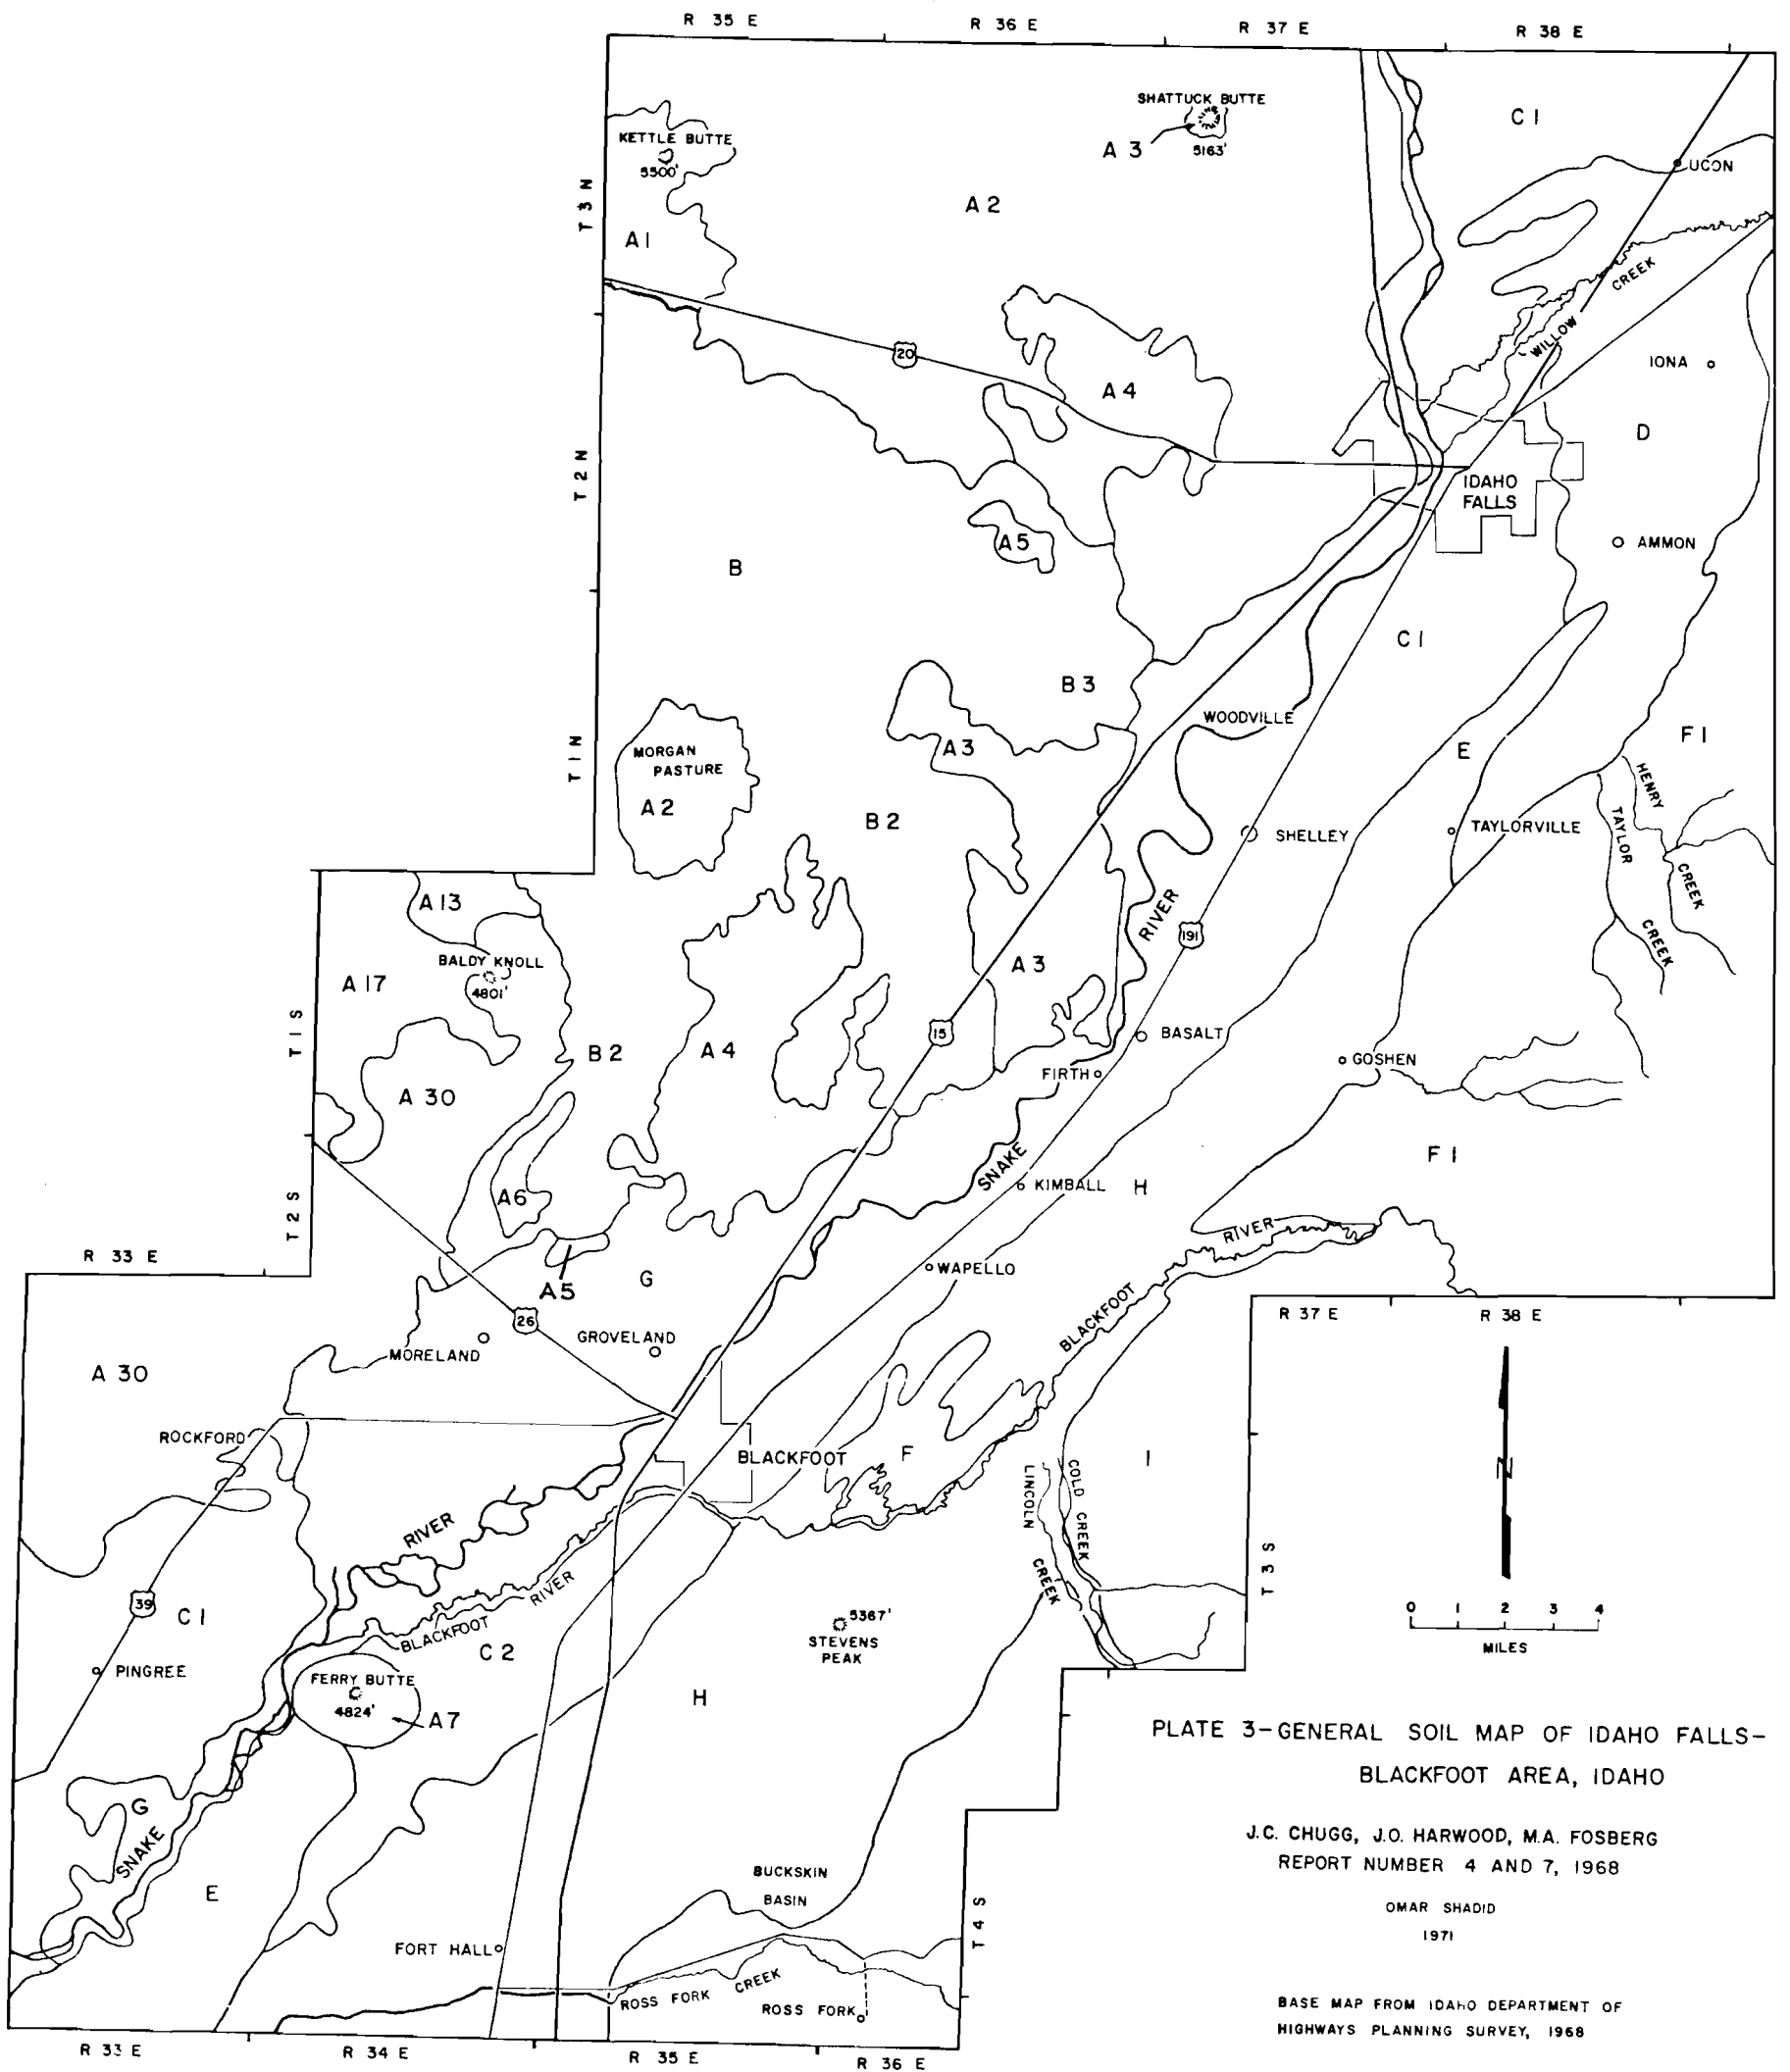 R 35 E
R 36 E
R 37 E
R 38 E
SHATTUCK BUTTE
5163'
A 3
C 1
KETTLE BUTTE
5500'
UCON
T 3 N
A 2
A 1
CREEK
WILLOW
20
IONA
A 4
D
T 2 N
IDAHO
FALLS
A 5
AMMON
B
C 1
B 3
WOODVILLE
F 1
E
MORGAN
PASTURE
A 3
T 1 N
HENRY
CREEK
A 2
B 2
TAYLOR
CREEK
SHELLEY
TAYLORVILLE
A 13
RIVER
191
BALDY KNOLL
4801'
A 17
A 3
T 1 S
15
BASALT
B 2
A 4
GOSHEN
FIRTH
A 30
F 1
SNAKE
KIMBALL
H
A 6
T 2 S
RIVER
R 33 E
WAPELLO
G
A 5
BLACKFOOT
R 37 E
R 38 E
26
GROVELAND
MORELAND
A 30
ROCKFORD
BLACKFOOT
F
I
LINCOLN
CREEK
COLD CREEK
RIVER
T 3 S
39
C 1
RIVER
BLACKFOOT
5367'
STEVENS
PEAK
0 1 2 3 4
MILES
C 2
PINGREE
FERRY BUTTE
4824'
A 7
H
PLATE 3-GENERAL SOIL MAP OF IDAHO FALLS-
BLACKFOOT AREA, IDAHO
G
SNAKE
J.C. CHUGG, J.O. HARWOOD, M.A. FOSBERG
REPORT NUMBER 4 AND 7, 1968
BUCKSKIN
BASIN
E
OMAR SHADID
1971
T 4 S
FORT HALL
ROSS FORK CREEK
ROSS FORK
BASE MAP FROM IDAHO DEPARTMENT OF
HIGHWAYS PLANNING SURVEY, 1968
R 33 E
R 34 E
R 35 E
R 36 E